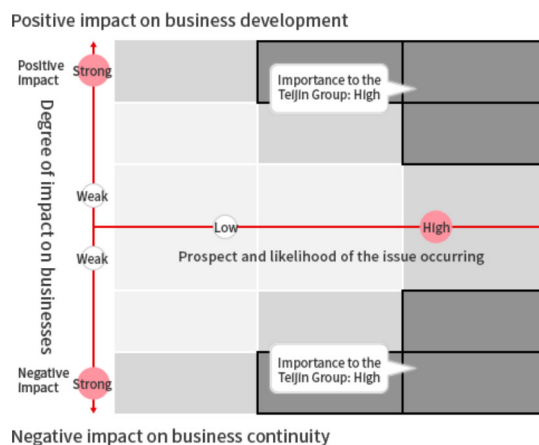 Positive impact on business development
Positive
Impact
Strong
Importance to the
Teijin Group: High
Degree of impact on businesses
Weak
Low
High
Weak
Prospect and likelihood of the issue occurring
Importance to the
Teijin Group: High
Negative
Impact
Strong
Negative impact on business continuity